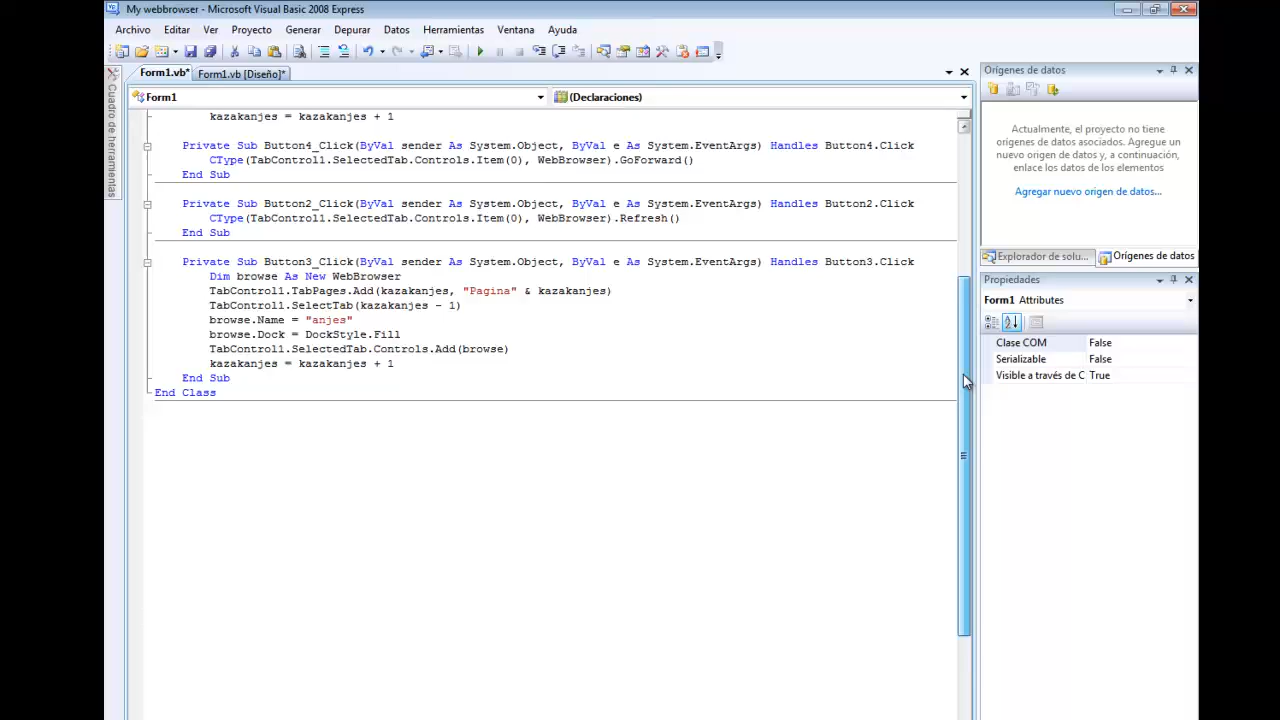 My webbrowser - Microsoft Visual Basic 2008 Express
Archivo Editar Ver Proyecto Generar Depurar Datos Herramientas Ventana Ayuda
Form1.vb* Form1.vb [Diseño]*
Cuadro de herramientas
Form1 (Declaraciones)
kazakanjes = kazakanjes + 1
Private Sub Button4_Click(ByVal sender As System.Object, ByVal e As System.EventArgs) Handles Button4.Click
CType(TabControl1.SelectedTab.Controls.Item(0), WebBrowser).GoForward()
End Sub
Private Sub Button2_Click(ByVal sender As System.Object, ByVal e As System.EventArgs) Handles Button2.Click
CType(TabControl1.SelectedTab.Controls.Item(0), WebBrowser).Refresh()
End Sub
Private Sub Button3_Click(ByVal sender As System.Object, ByVal e As System.EventArgs) Handles Button3.Click
Dim browse As New WebBrowser
TabControl1.TabPages.Add(kazakanjes, "Pagina" & kazakanjes)
TabControl1.SelectTab(kazakanjes - 1)
browse.Name = "anjes"
browse.Dock = DockStyle.Fill
TabControl1.SelectedTab.Controls.Add(browse)
kazakanjes = kazakanjes + 1
End Sub
End Class
Orígenes de datos
Actualmente, el proyecto no tiene
orígenes de datos asociados. Agregue un
nuevo origen de datos y, a continuación,
enlace los datos de los elementos
Agregar nuevo origen de datos...
Explorador de solu... Orígenes de datos
Propiedades
Form1 Attributes
Clase COM False
Serializable False
Visible a través de C True